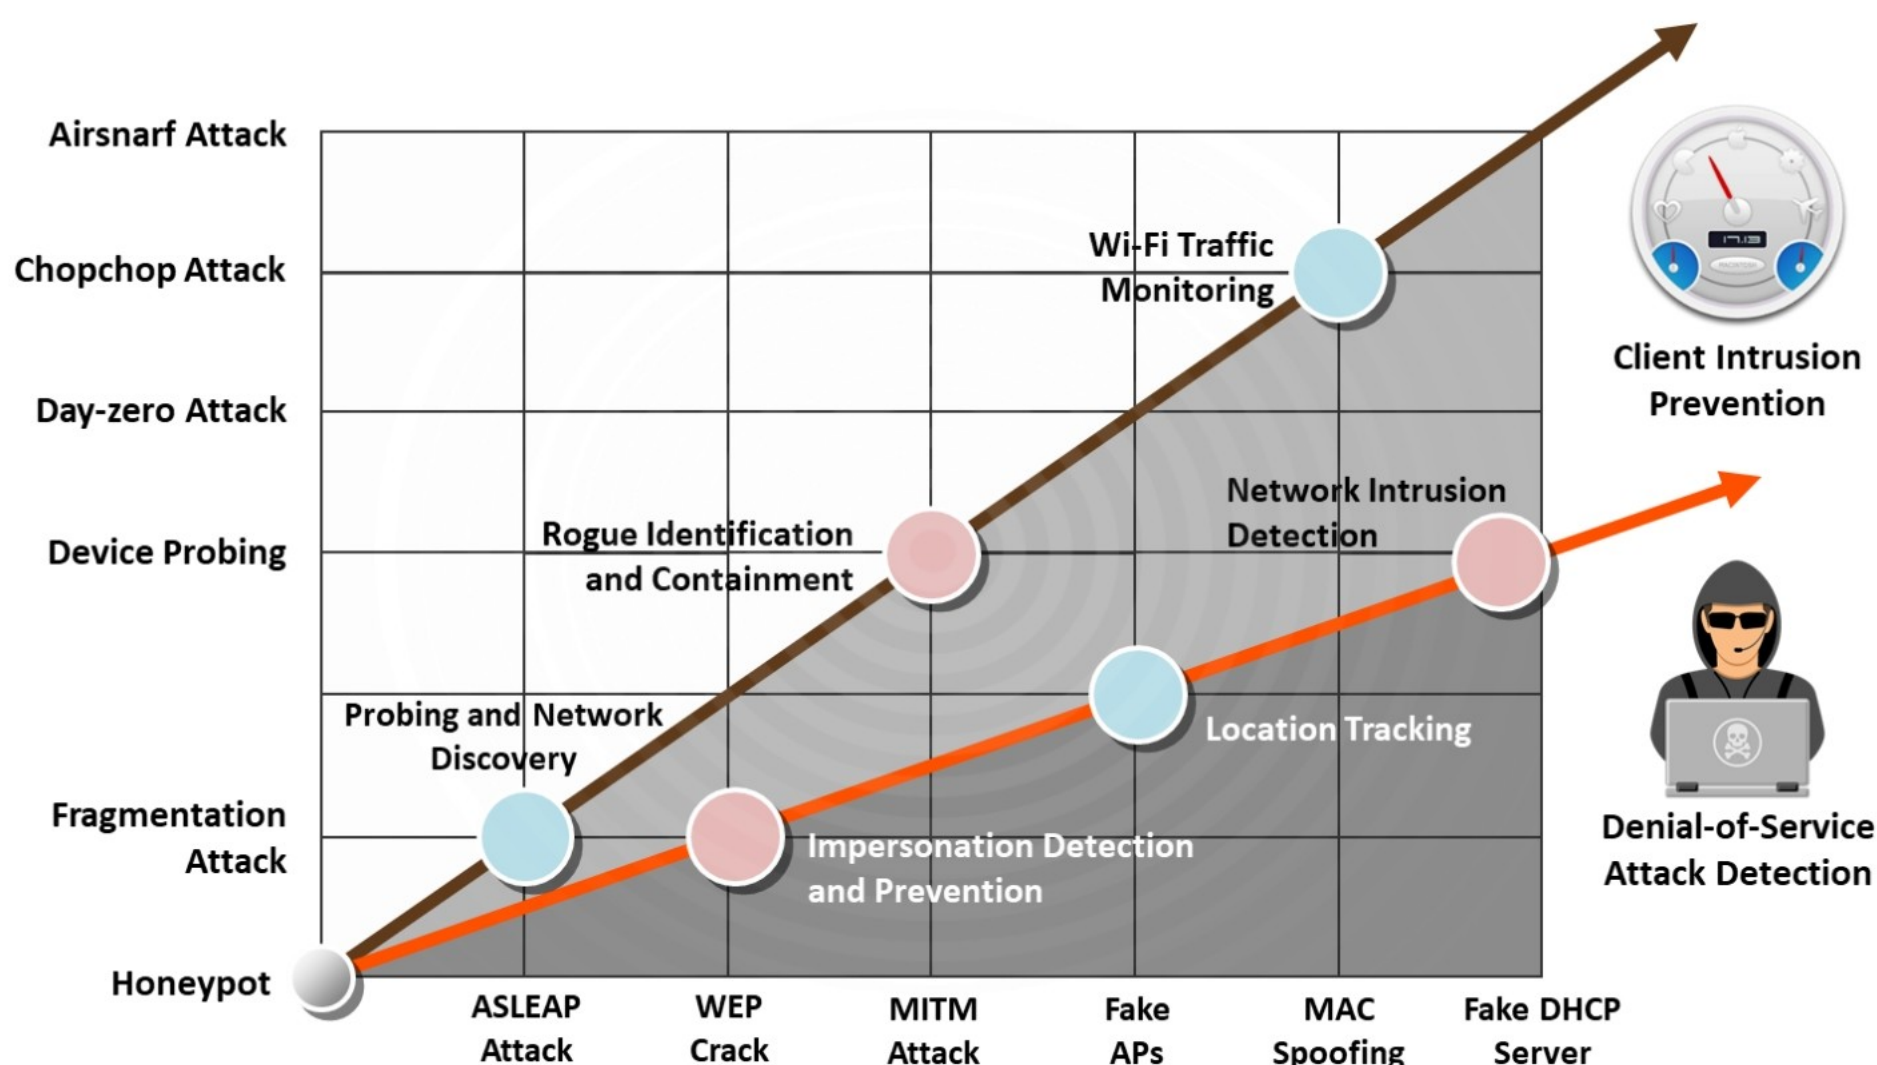 Airsnarf Attack
Chopchop Attack
Day-zero Attack
Device Probing
Fragmentation
Attack
Honeypot
Wi-Fi Traffic
Monitoring
Rogue Identification
and Containment
Network Intrusion
Detection
Probing and Network
Discovery
Location Tracking
Impersonation Detection
and Prevention
ASLEAP
Attack
WEP
Crack
MITM
Attack
Fake
APs
MAC
Spoofing
Fake DHCP
Server
17.13
Client Intrusion
Prevention
Denial-of-Service
Attack Detection